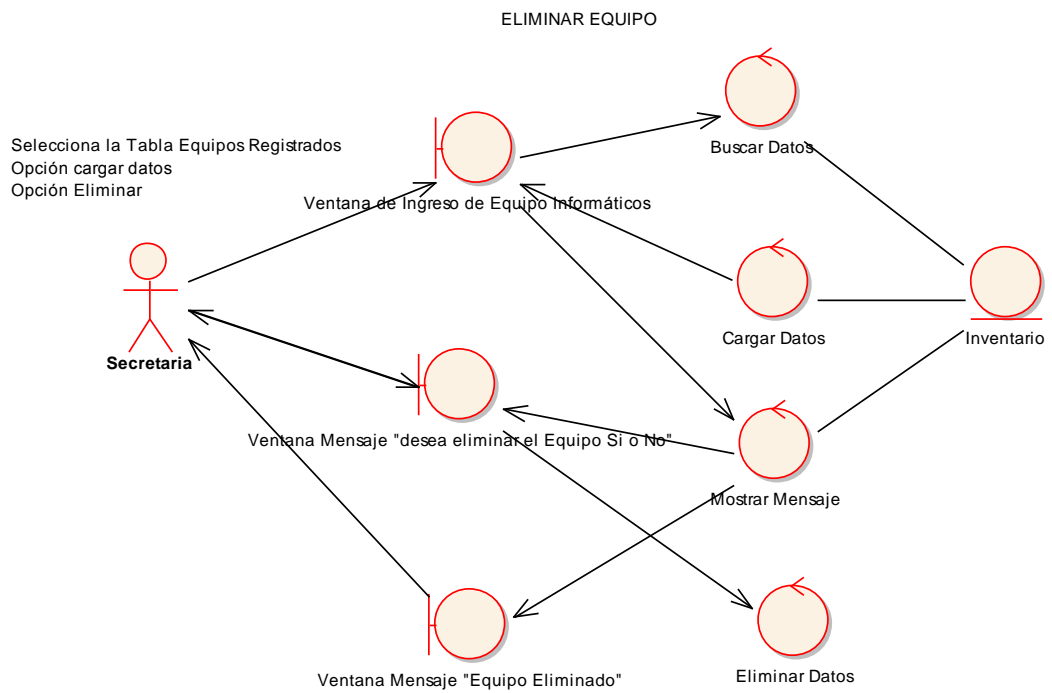 ELIMINAR EQUIPO
Selecciona la Tabla Equipos Registrados
Opción cargar datos
Opción Eliminar
Buscar Datos
Ventana de Ingreso de Equipo Informáticos
Cargar Datos
Inventario
Secretaria
Ventana Mensaje "desea eliminar el Equipo Si o No"
Mostrar Mensaje
Ventana Mensaje "Equipo Eliminado"
Eliminar Datos